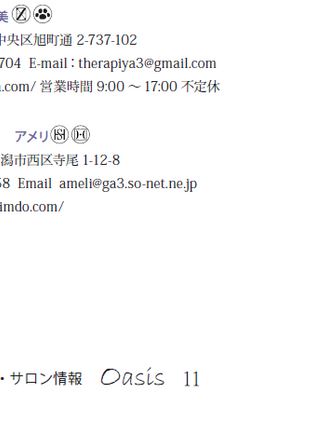 美
中央区旭町通 2-737-102
704 E-mail：therapiya3@gmail.com
.com/ 営業時間 9:00 〜 17:00 不定休
アメリ
潟市西区寺尾 1-12-8
58 Email ameli@ga3.so-net.ne.jp
imdo.com/
・サロン情報 Oasis 11